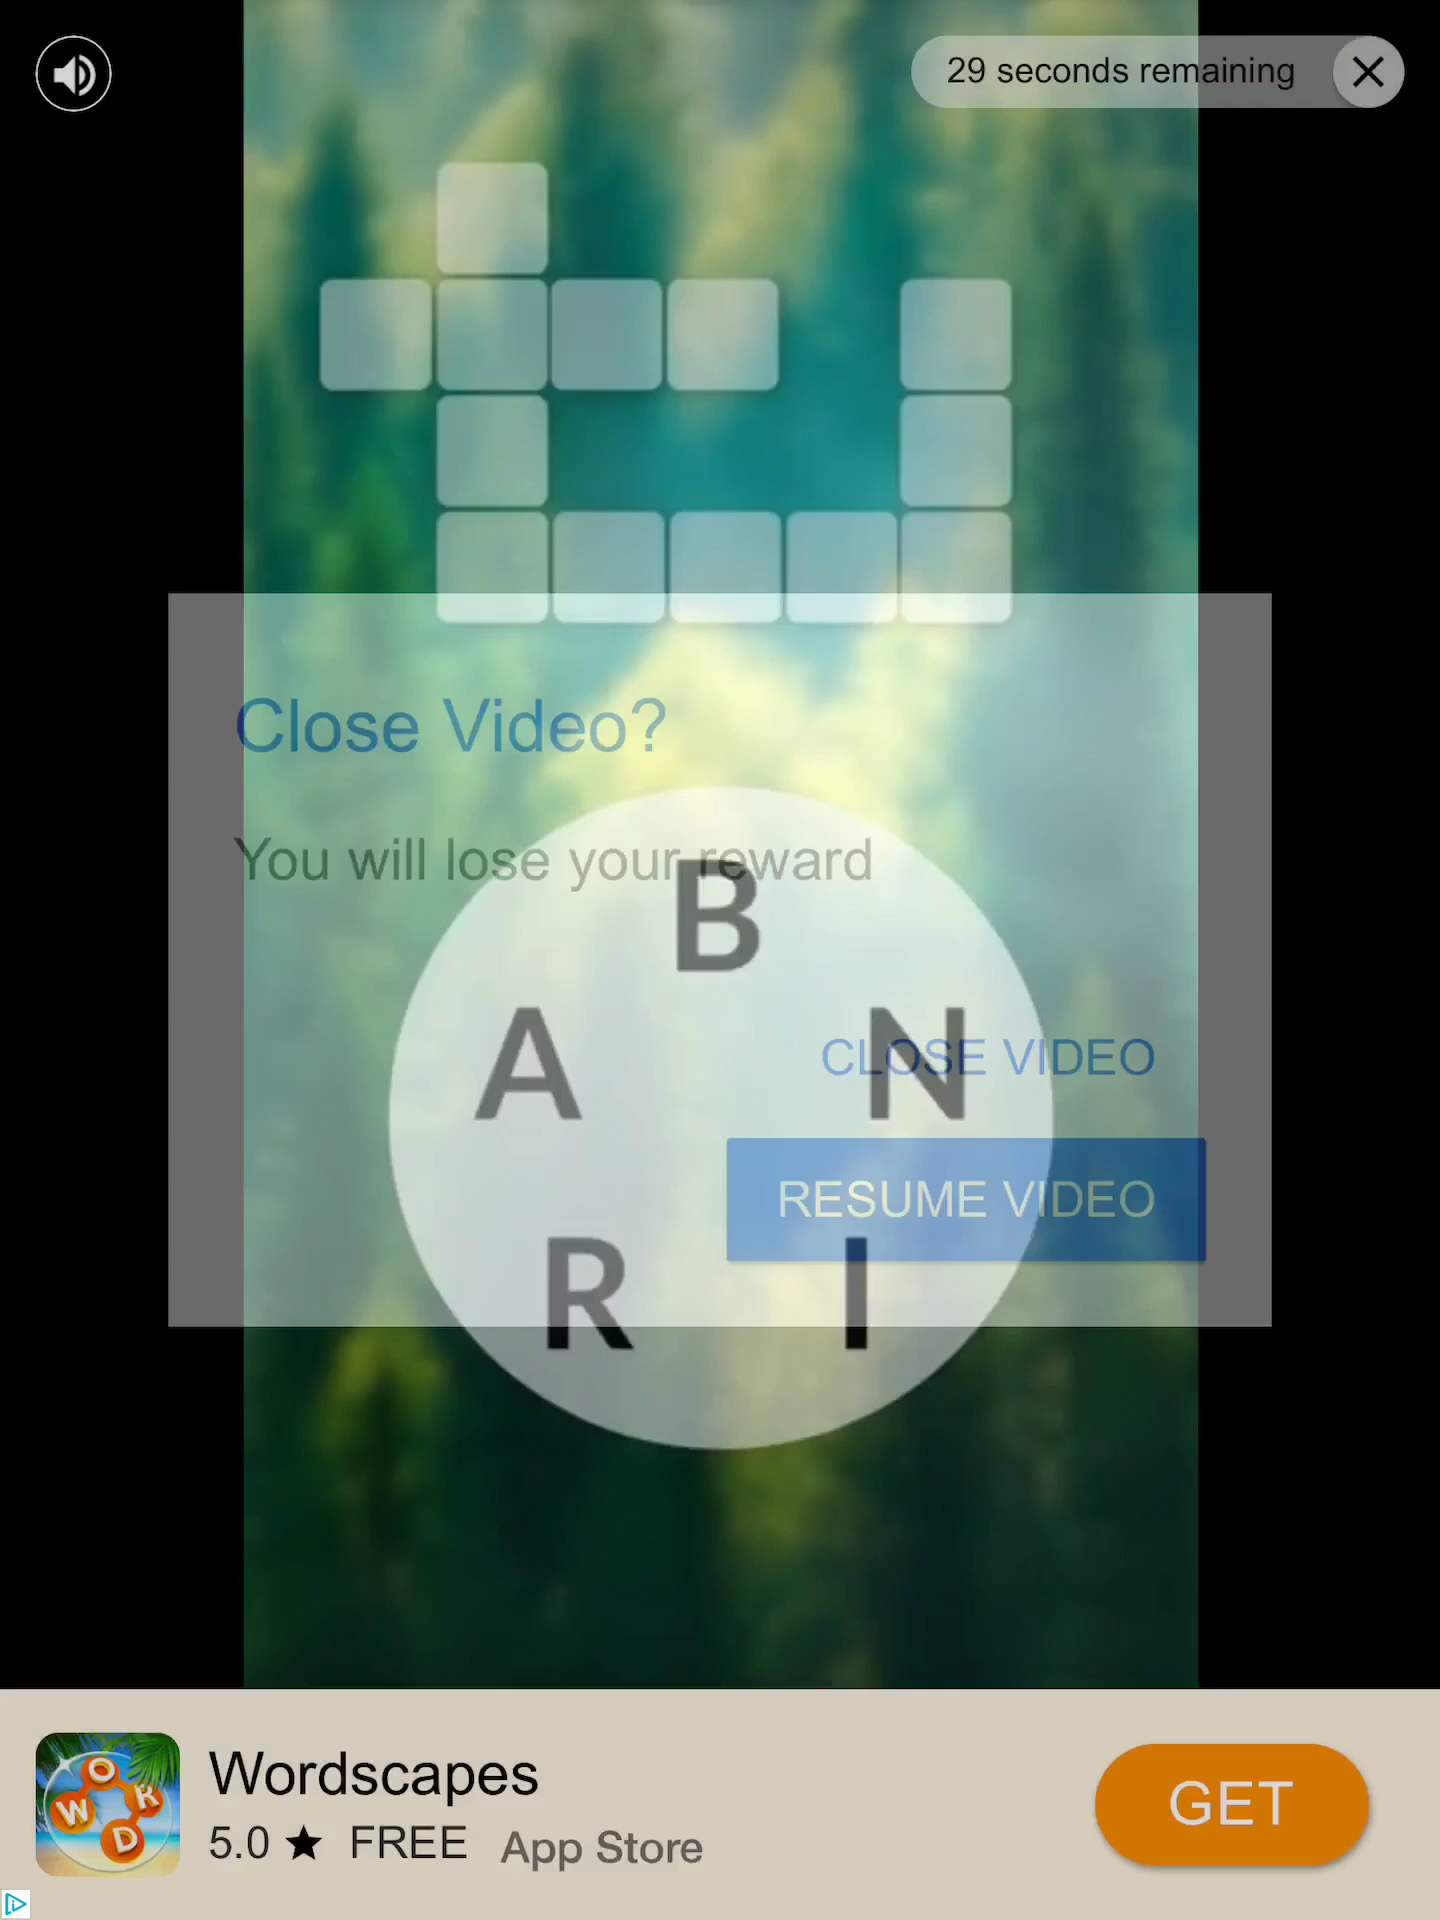 29 seconds remaining
Close Video?
You will lose your reward
B
A N
CLOSE VIDEO
RESUME VIDEO
R I
Wordscapes
5.0 ★ FREE App Store
GET
W O R D